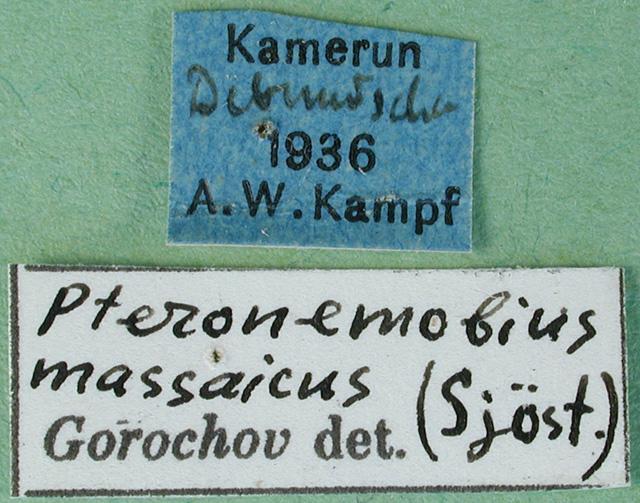 Kamerun
Debundscha
1936
A.W.Kampf
Pteronemobius
massaicus (Sjöst.)
Gorochov det.